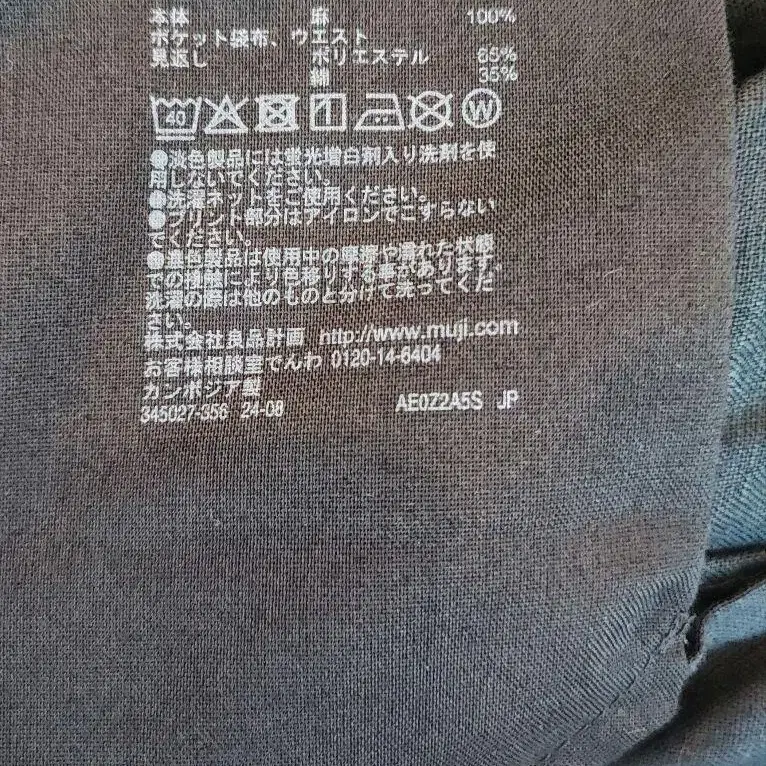 本体 麻 100%
ポケット袋布、ウエスト
見返し ポリエステル 65%
綿 35%
40 W
●淡色製品には蛍光増白剤入り洗剤を使
用しないでください。
●洗濯ネットをご使用ください。
●プリント部分はアイロンでこすらない
でください。
●濃色製品は使用中の摩擦や濡れた状態
での接触により色移りする事があります。
洗濯の際は他のものと分けて洗ってくだ
さい。
株式会社良品計画 http://www.muji.com
お客様相談室でんわ 0120-14-6404
カンボジア製
345027-356 24-08 AE0Z2A5S JP